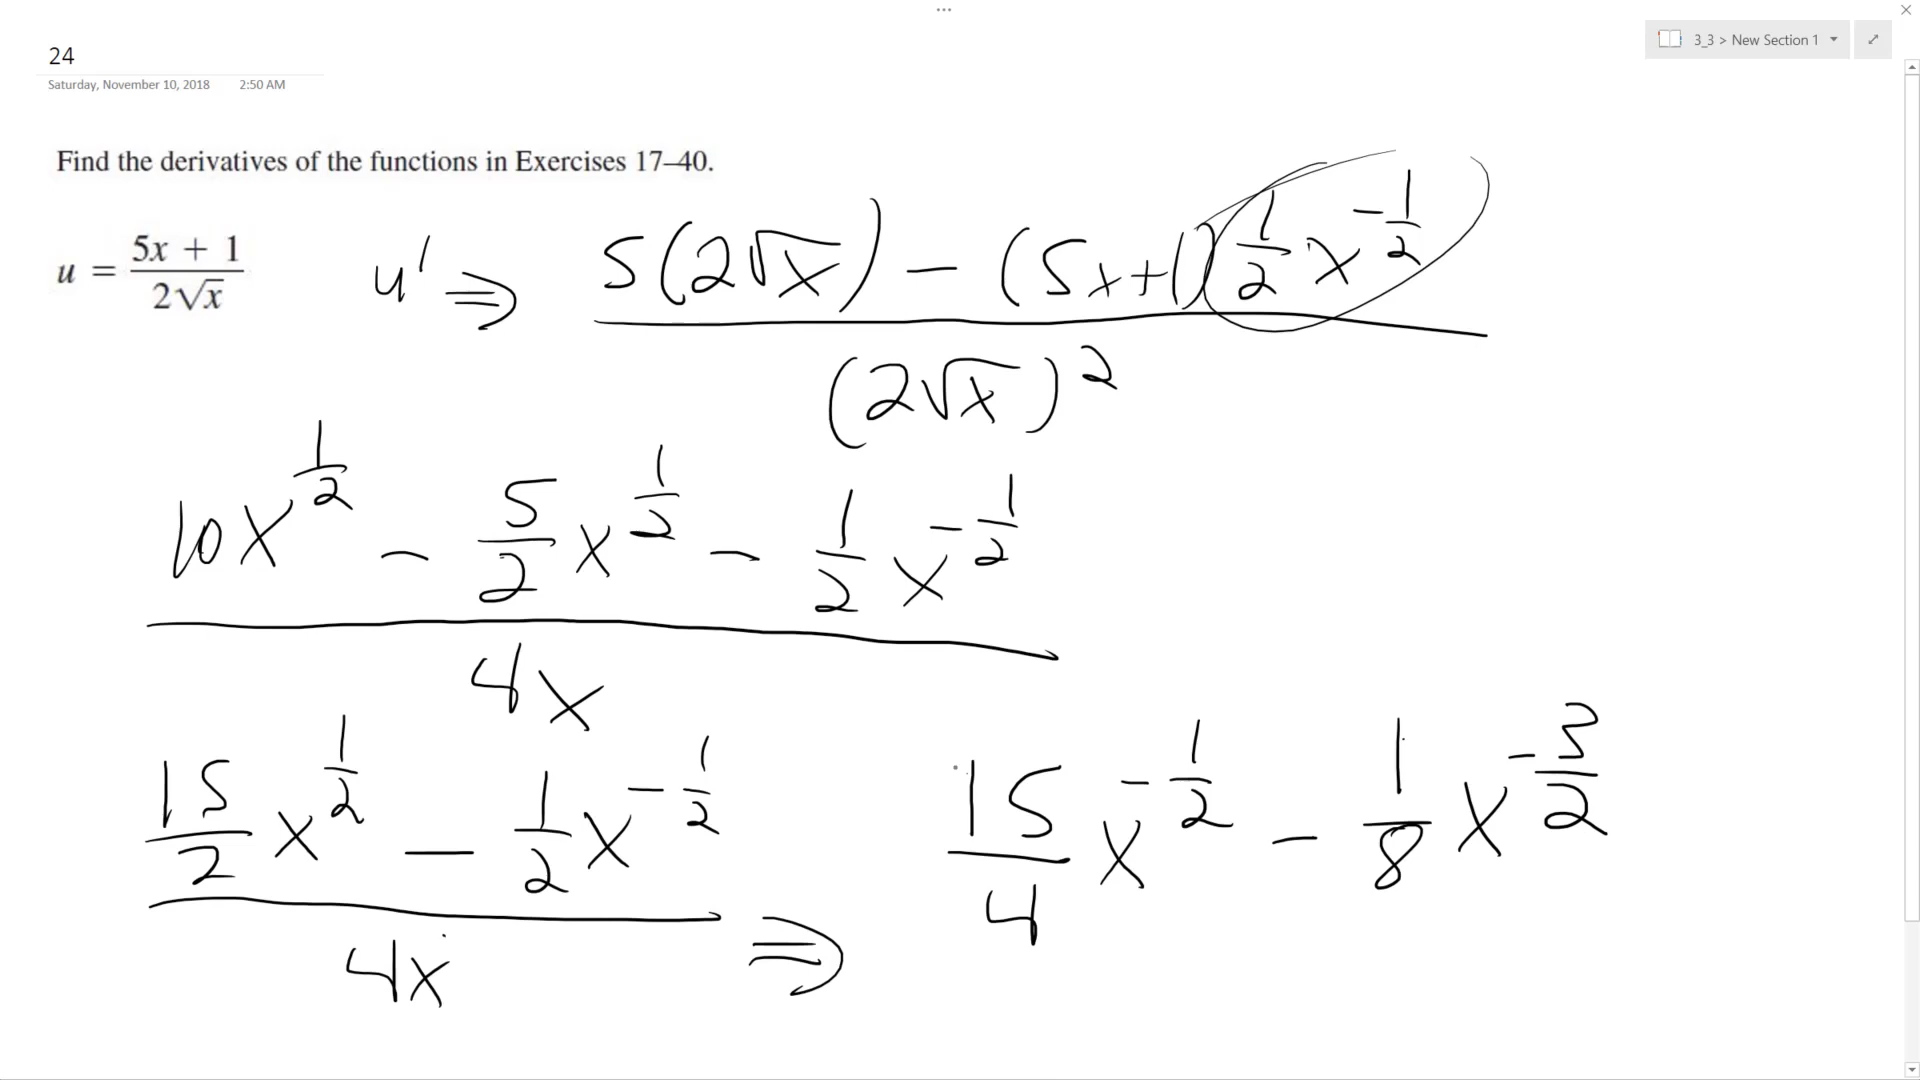 ...
3_3 > New Section 1
24
Saturday, November 10, 2018 2:50 AM
Find the derivatives of the functions in Exercises 17–40.
u = (5x + 1)/(2√x)
u' ⇒ (5(2√x) − (5x+1) 1/2 x^(−1/2))/((2√x)^2)
(10x^(1/2) − 5/2 x^(1/2) − 1/2 x^(−1/2))/(4x)
(15/2 x^(1/2) − 1/2 x^(−1/2))/(4x) ⇒ 15/4 x^(−1/2) − 1/8 x^(−3/2)